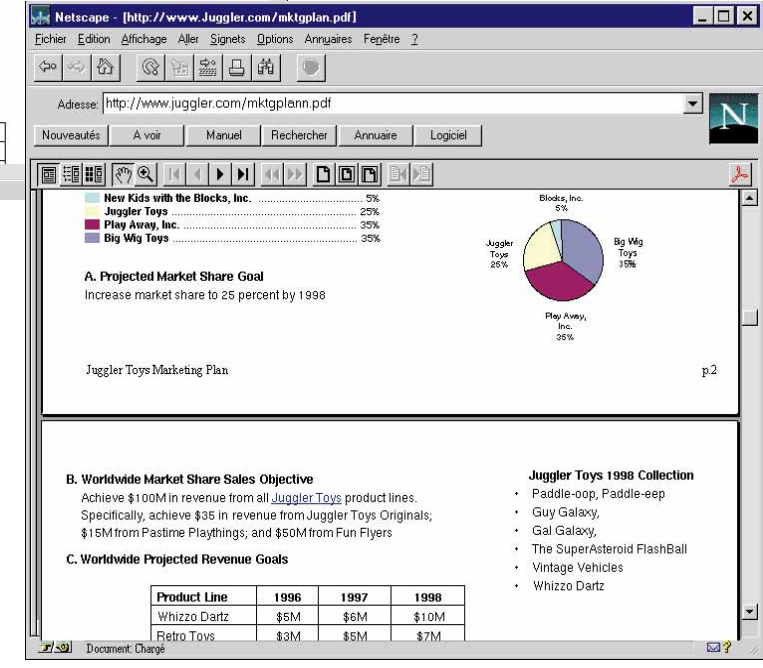 Netscape - [http://www.Juggler.com/mktgplan.pdf]
Fichier Edition Affichage Aller Signets Options Annuaires Fenêtre ?
Adresse: http://www.juggler.com/mktgplann.pdf
N
Nouveautés A voir Manuel Rechercher Annuaire Logiciel
New Kids with the Blocks, Inc. .................................. 5%
Juggler Toys ............................................................ 25%
Play Away, Inc. ........................................................ 35%
Big Wig Toys ............................................................ 35%
Blocks, Inc.
5%
Juggler
Toys
25%
Big Wig
Toys
35%
Play Away,
Inc.
35%
A. Projected Market Share Goal
Increase market share to 25 percent by 1998
Juggler Toys Marketing Plan p.2
B. Worldwide Market Share Sales Objective
Achieve $100M in revenue from all Juggler Toys product lines.
Specifically, achieve $35 in revenue from Juggler Toys Originals;
$15M from Pastime Playthings; and $50M from Fun Flyers
C. Worldwide Projected Revenue Goals
Product Line 1996 1997 1998
Whizzo Dartz $5M $6M $10M
Retro Toys $3M $5M $7M
Juggler Toys 1998 Collection
• Paddle-oop, Paddle-eep
• Guy Galaxy,
• Gal Galaxy,
• The SuperAsteroid FlashBall
• Vintage Vehicles
• Whizzo Dartz
Document: Chargé